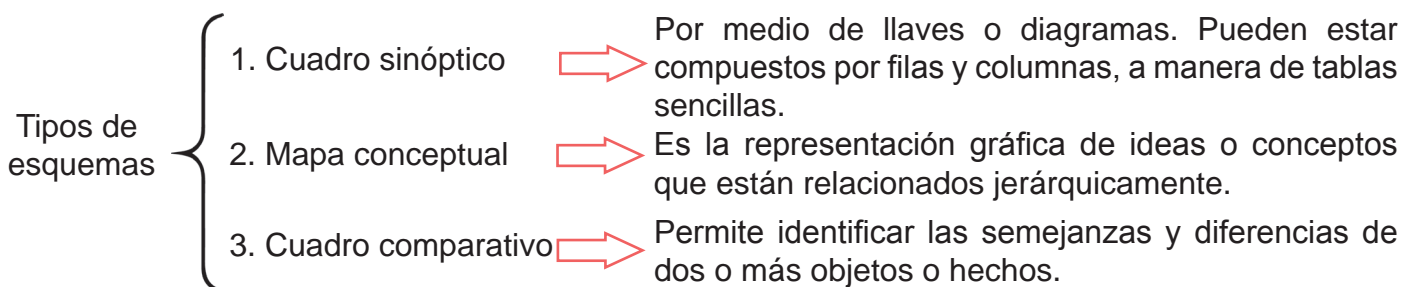 Tipos de
esquemas
1. Cuadro sinóptico
Por medio de llaves o diagramas. Pueden estar
compuestos por filas y columnas, a manera de tablas
sencillas.
2. Mapa conceptual
Es la representación gráfica de ideas o conceptos
que están relacionados jerárquicamente.
3. Cuadro comparativo
Permite identificar las semejanzas y diferencias de
dos o más objetos o hechos.